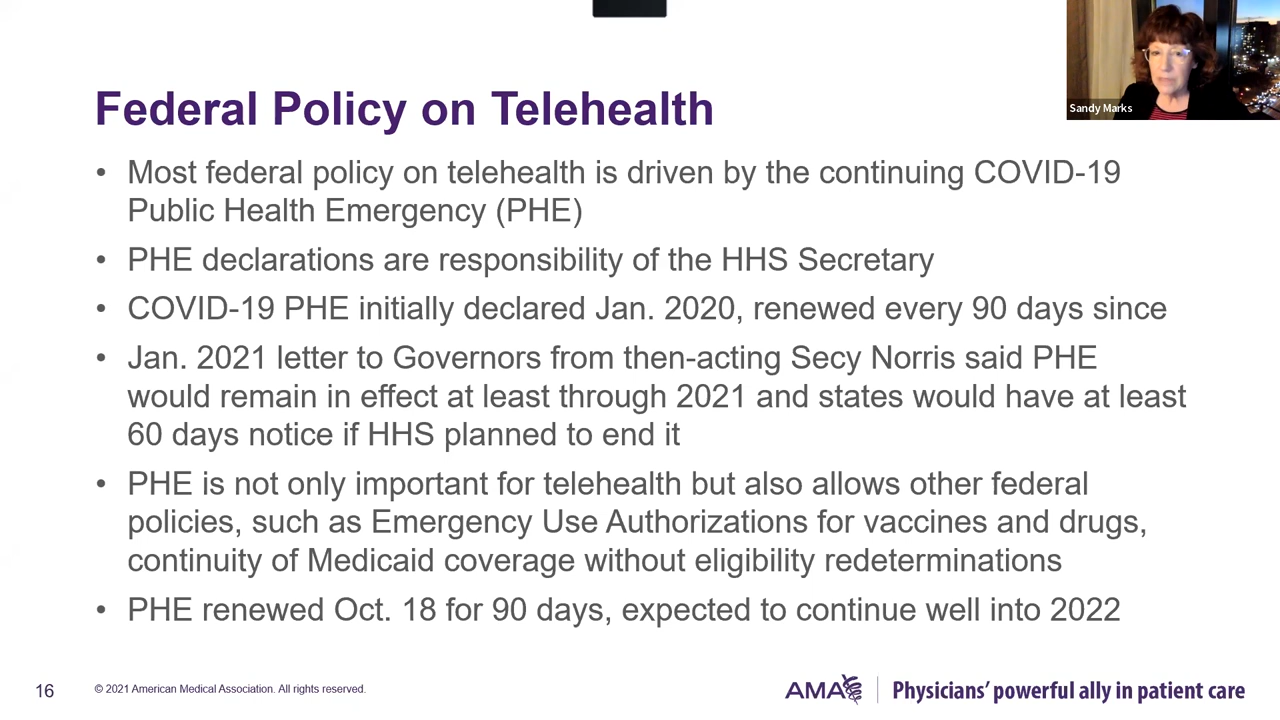 Sandy Marks
Federal Policy on Telehealth
• Most federal policy on telehealth is driven by the continuing COVID-19
Public Health Emergency (PHE)
• PHE declarations are responsibility of the HHS Secretary
• COVID-19 PHE initially declared Jan. 2020, renewed every 90 days since
• Jan. 2021 letter to Governors from then-acting Secy Norris said PHE
would remain in effect at least through 2021 and states would have at least
60 days notice if HHS planned to end it
• PHE is not only important for telehealth but also allows other federal
policies, such as Emergency Use Authorizations for vaccines and drugs,
continuity of Medicaid coverage without eligibility redeterminations
• PHE renewed Oct. 18 for 90 days, expected to continue well into 2022
16
© 2021 American Medical Association. All rights reserved.
AMA
Physicians’ powerful ally in patient care